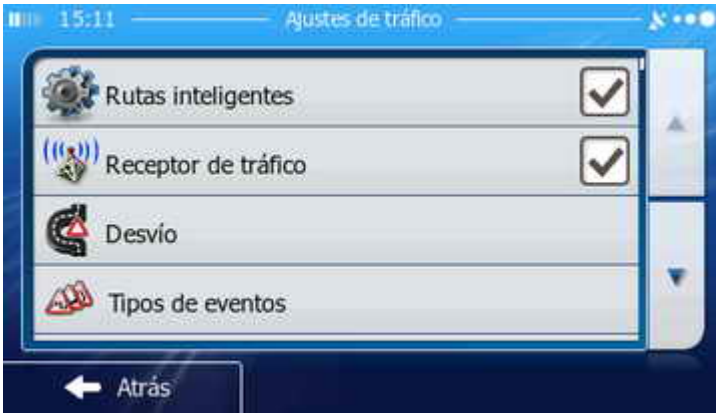 15:11 Ajustes de tráfico
Rutas inteligentes
Receptor de tráfico
Desvío
Tipos de eventos
Atrás